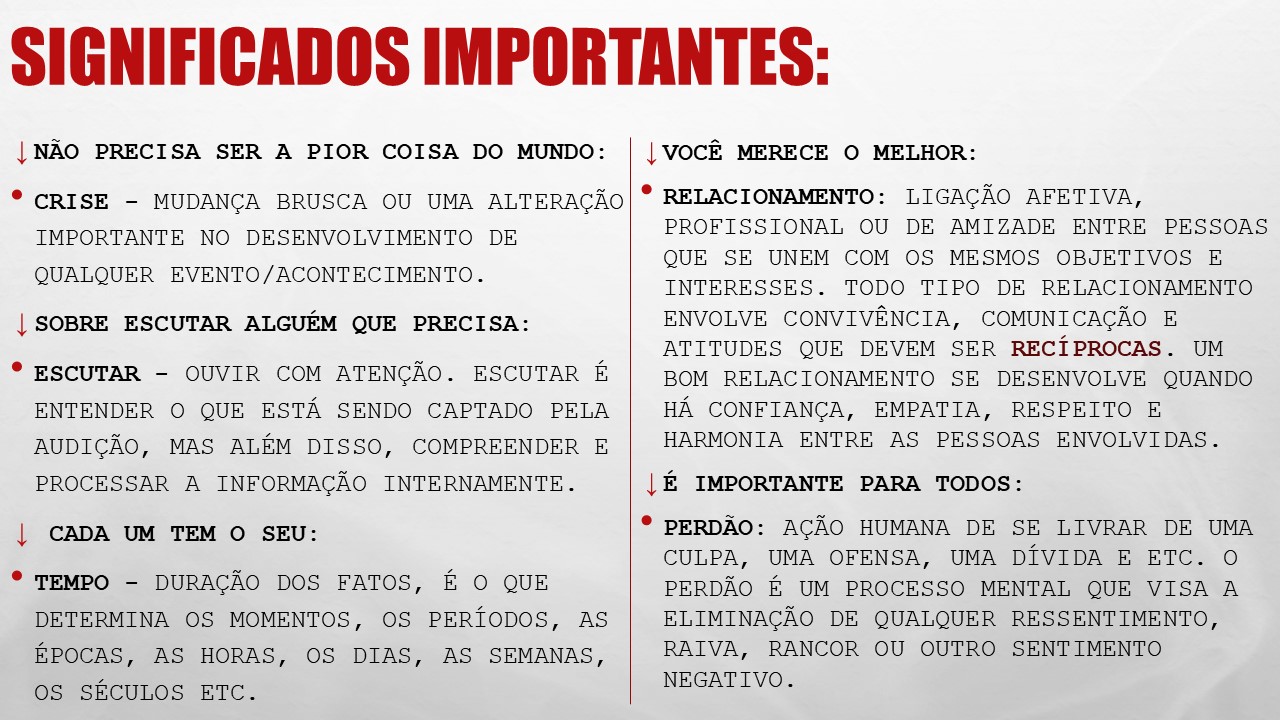 SIGNIFICADOS IMPORTANTES:
↓NÃO PRECISA SER A PIOR COISA DO MUNDO:
• CRISE - MUDANÇA BRUSCA OU UMA ALTERAÇÃO
IMPORTANTE NO DESENVOLVIMENTO DE
QUALQUER EVENTO/ACONTECIMENTO.
↓SOBRE ESCUTAR ALGUÉM QUE PRECISA:
• ESCUTAR - OUVIR COM ATENÇÃO. ESCUTAR É
ENTENDER O QUE ESTÁ SENDO CAPTADO PELA
AUDIÇÃO, MAS ALÉM DISSO, COMPREENDER E
PROCESSAR A INFORMAÇÃO INTERNAMENTE.
↓ CADA UM TEM O SEU:
• TEMPO - DURAÇÃO DOS FATOS, É O QUE
DETERMINA OS MOMENTOS, OS PERÍODOS, AS
ÉPOCAS, AS HORAS, OS DIAS, AS SEMANAS,
OS SÉCULOS ETC.
↓VOCÊ MERECE O MELHOR:
• RELACIONAMENTO: LIGAÇÃO AFETIVA,
PROFISSIONAL OU DE AMIZADE ENTRE PESSOAS
QUE SE UNEM COM OS MESMOS OBJETIVOS E
INTERESSES. TODO TIPO DE RELACIONAMENTO
ENVOLVE CONVIVÊNCIA, COMUNICAÇÃO E
ATITUDES QUE DEVEM SER RECÍPROCAS. UM
BOM RELACIONAMENTO SE DESENVOLVE QUANDO
HÁ CONFIANÇA, EMPATIA, RESPEITO E
HARMONIA ENTRE AS PESSOAS ENVOLVIDAS.
↓É IMPORTANTE PARA TODOS:
• PERDÃO: AÇÃO HUMANA DE SE LIVRAR DE UMA
CULPA, UMA OFENSA, UMA DÍVIDA E ETC. O
PERDÃO É UM PROCESSO MENTAL QUE VISA A
ELIMINAÇÃO DE QUALQUER RESSENTIMENTO,
RAIVA, RANCOR OU OUTRO SENTIMENTO
NEGATIVO.